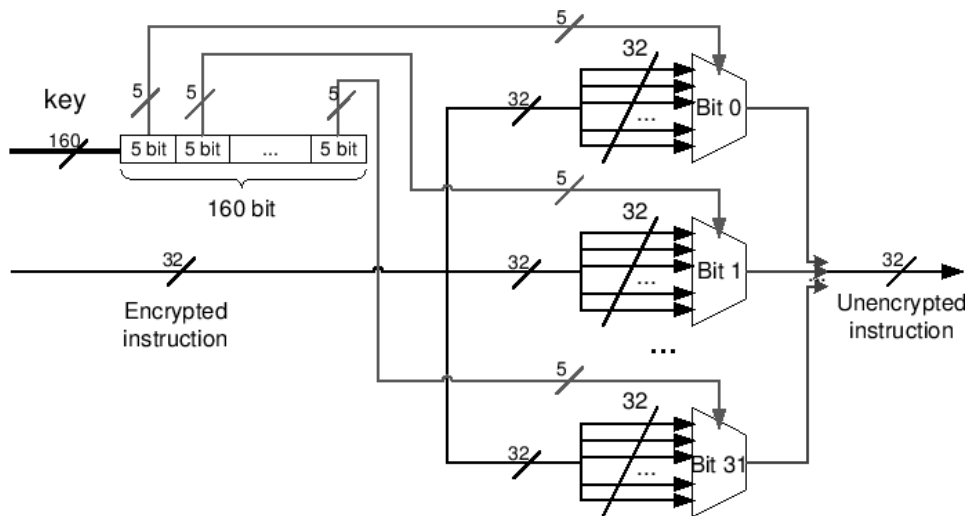 5
5
5
5
32
32
...
Bit 0
key
160
5 bit
5 bit
...
5 bit
160 bit
5
32
32
...
Bit 1
32
Encrypted
instruction
...
32
Unencrypted
instruction
...
5
32
32
...
Bit 31